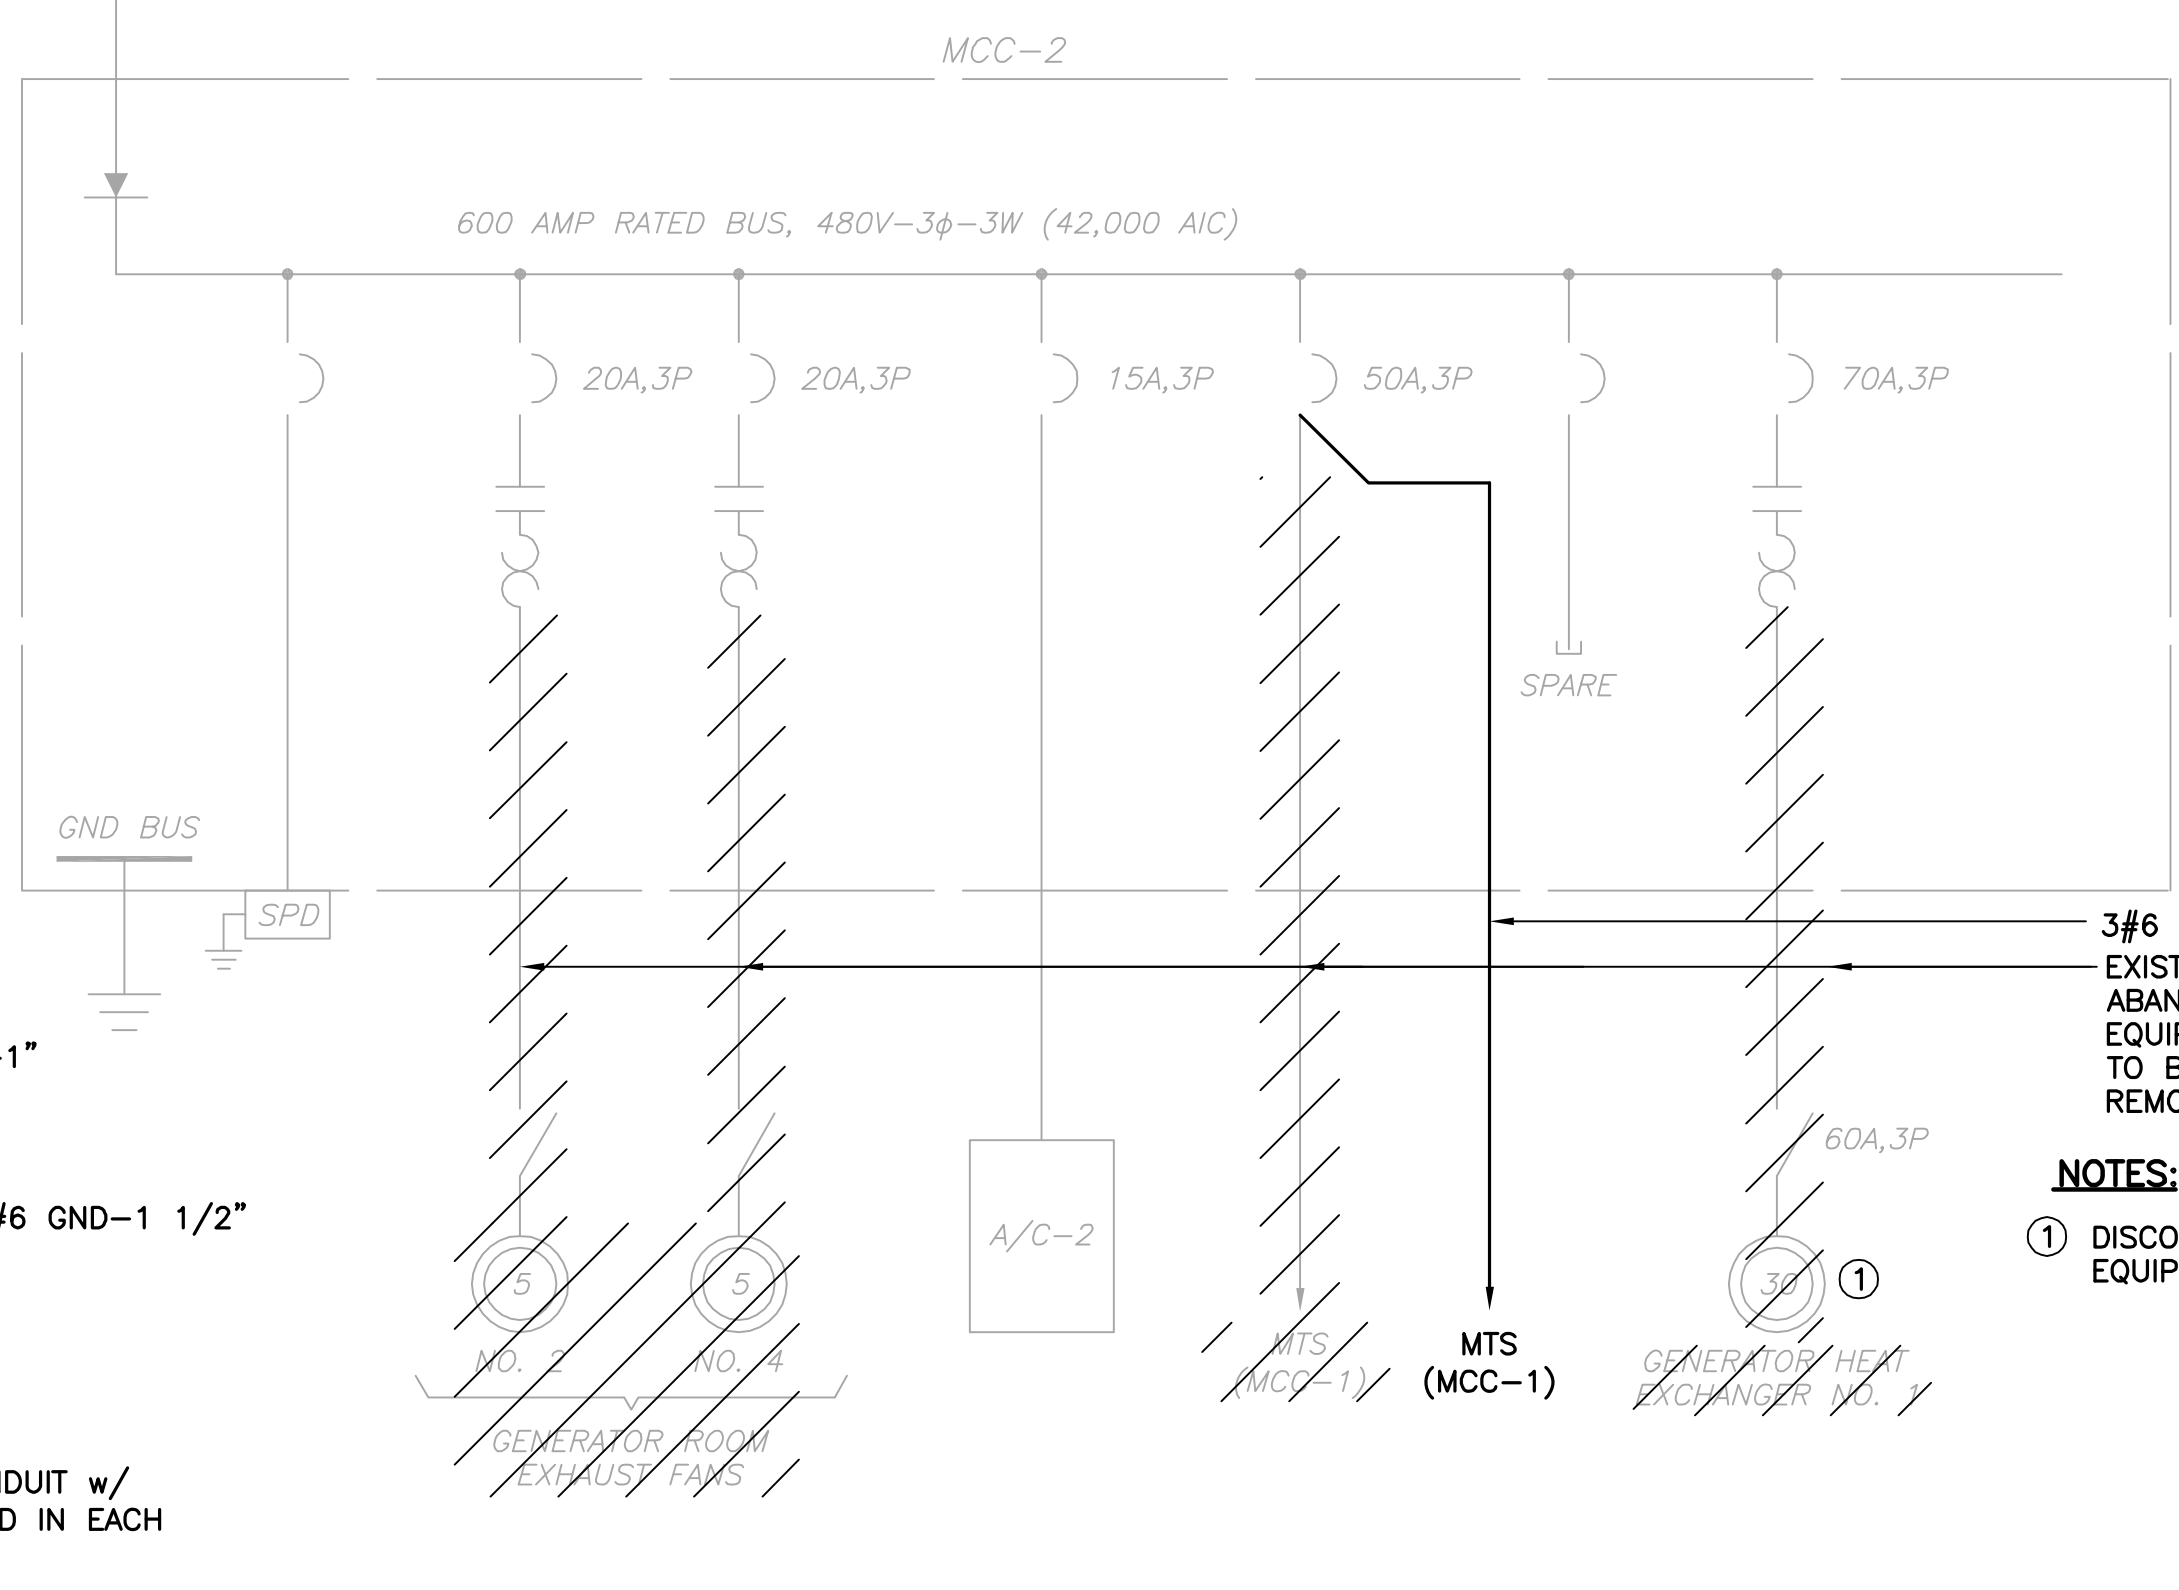 MCC-2
600 AMP RATED BUS, 480V-3ϕ-3W (42,000 AIC)
20A,3P
20A,3P
15A,3P
50A,3P
70A,3P
SPARE
GND BUS
SPD
3#6
EXIST
ABAN
EQUIP
TO B
REMO
-1"
60A,3P
NOTES:
#6 GND-1 1/2"
A/C-2
1 DISCO
EQUIP
5
5
30
1
NO. 2
NO. 4
MTS
(MCC-1)
MTS
(MCC-1)
GENERATOR HEAT
EXCHANGER NO. 1
GENERATOR ROOM
EXHAUST FANS
NDUIT w/
D IN EACH